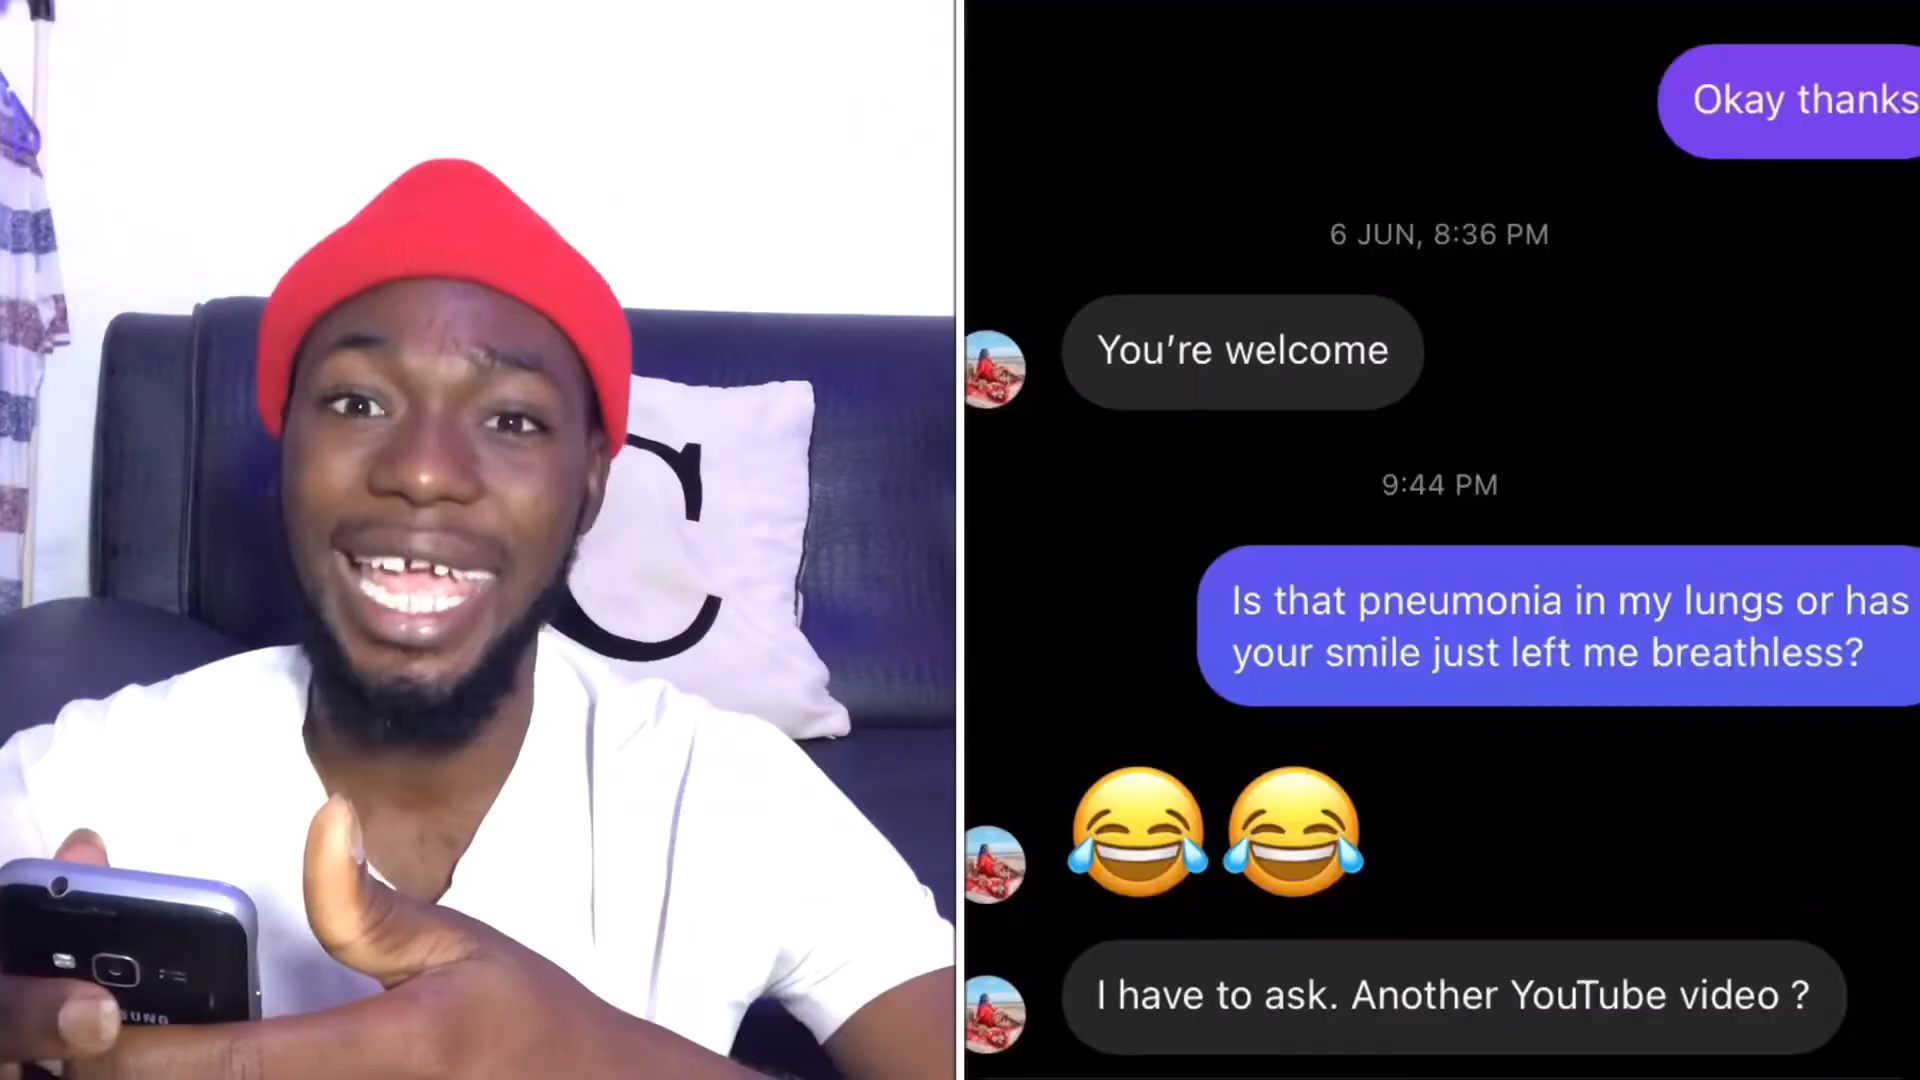 C
SUNG
Okay thanks
6 JUN, 8:36 PM
You’re welcome
9:44 PM
Is that pneumonia in my lungs or has
your smile just left me breathless?
I have to ask. Another YouTube video ?